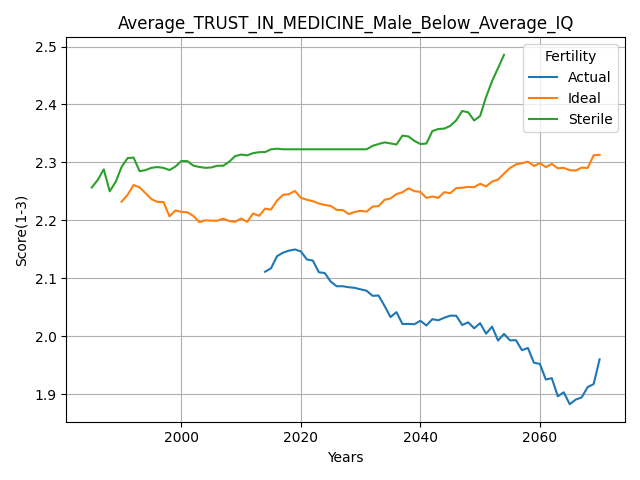 Average_TRUST_IN_MEDICINE_Male_Below_Average_IQ
Fertility
Actual
Ideal
Sterile
Score(1-3)
2.5
2.4
2.3
2.2
2.1
2.0
1.9
2000 2020 2040 2060
Years